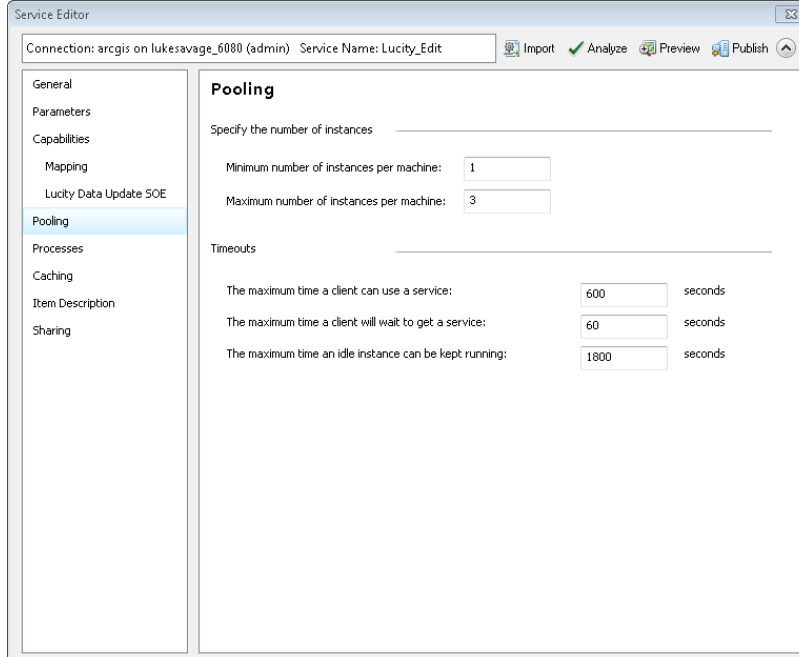 Service Editor
Connection: arcgis on lukesavage_6080 (admin) Service Name: Lucity_Edit Import Analyze Preview Publish
General
Parameters
Capabilities
Mapping
Lucity Data Update SOE
Pooling
Processes
Caching
Item Description
Sharing
Pooling
Specify the number of instances
Minimum number of instances per machine: 1
Maximum number of instances per machine: 3
Timeouts
The maximum time a client can use a service: 600 seconds
The maximum time a client will wait to get a service: 60 seconds
The maximum time an idle instance can be kept running: 1800 seconds